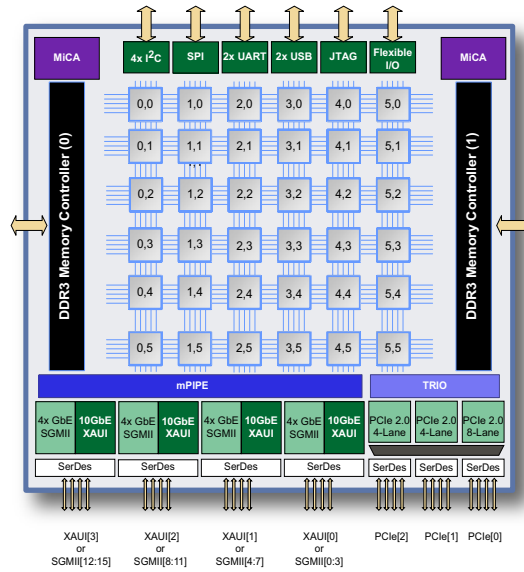 MiCA
4x I²C
SPI
2x UART
2x USB
JTAG
Flexible
I/O
MiCA
DDR3 Memory Controller (0)
0,0 1,0 2,0 3,0 4,0 5,0
0,1 1,1 2,1 3,1 4,1 5,1
0,2 1,2 2,2 3,2 4,2 5,2
0,3 1,3 2,3 3,3 4,3 5,3
0,4 1,4 2,4 3,4 4,4 5,4
0,5 1,5 2,5 3,5 4,5 5,5
DDR3 Memory Controller (1)
mPIPE
TRIO
4x GbE
SGMII
10GbE
XAUI
4x GbE
SGMII
10GbE
XAUI
4x GbE
SGMII
10GbE
XAUI
4x GbE
SGMII
10GbE
XAUI
PCIe 2.0
4-Lane
PCIe 2.0
4-Lane
PCIe 2.0
8-Lane
SerDes SerDes SerDes SerDes SerDes SerDes SerDes
XAUI[3]
or
SGMII[12:15]
XAUI[2]
or
SGMII[8:11]
XAUI[1]
or
SGMII[4:7]
XAUI[0]
or
SGMII[0:3]
PCIe[2]
PCIe[1]
PCIe[0]